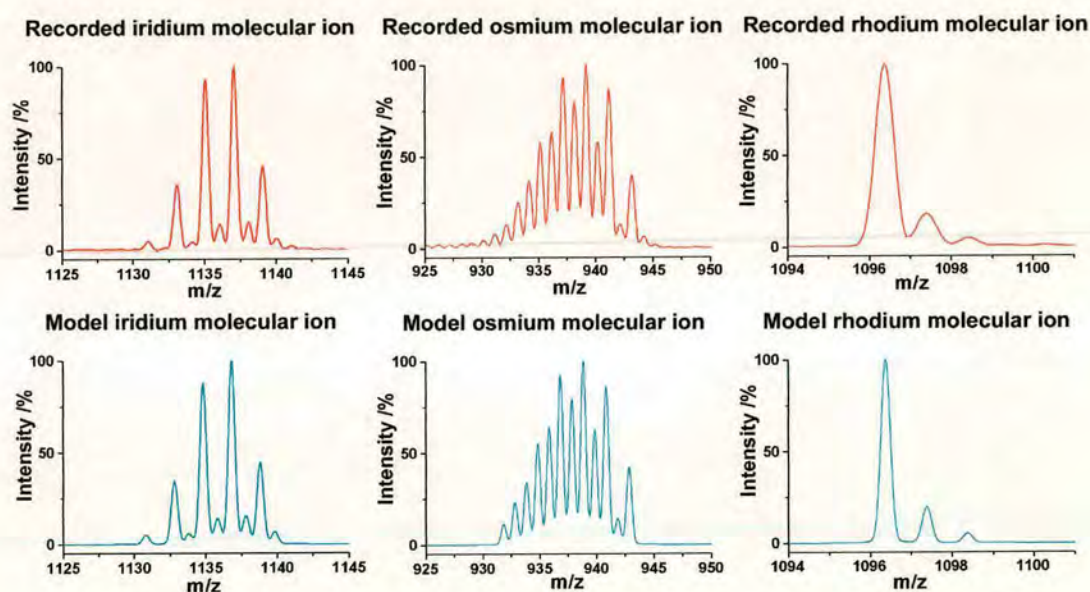 Recorded iridium molecular ion
Recorded osmium molecular ion
Recorded rhodium molecular ion
Intensity /%
100
50
0
1125
1130
1135
1140
1145
m/z
Intensity /%
100
50
0
925
930
935
940
945
950
m/z
Intensity /%
100
50
0
1094
1096
1098
1100
m/z
Model iridium molecular ion
Model osmium molecular ion
Model rhodium molecular ion
Intensity /%
100
50
0
1125
1130
1135
1140
1145
m/z
Intensity /%
100
50
0
925
930
935
940
945
950
m/z
Intensity /%
100
50
0
1094
1096
1098
1100
m/z